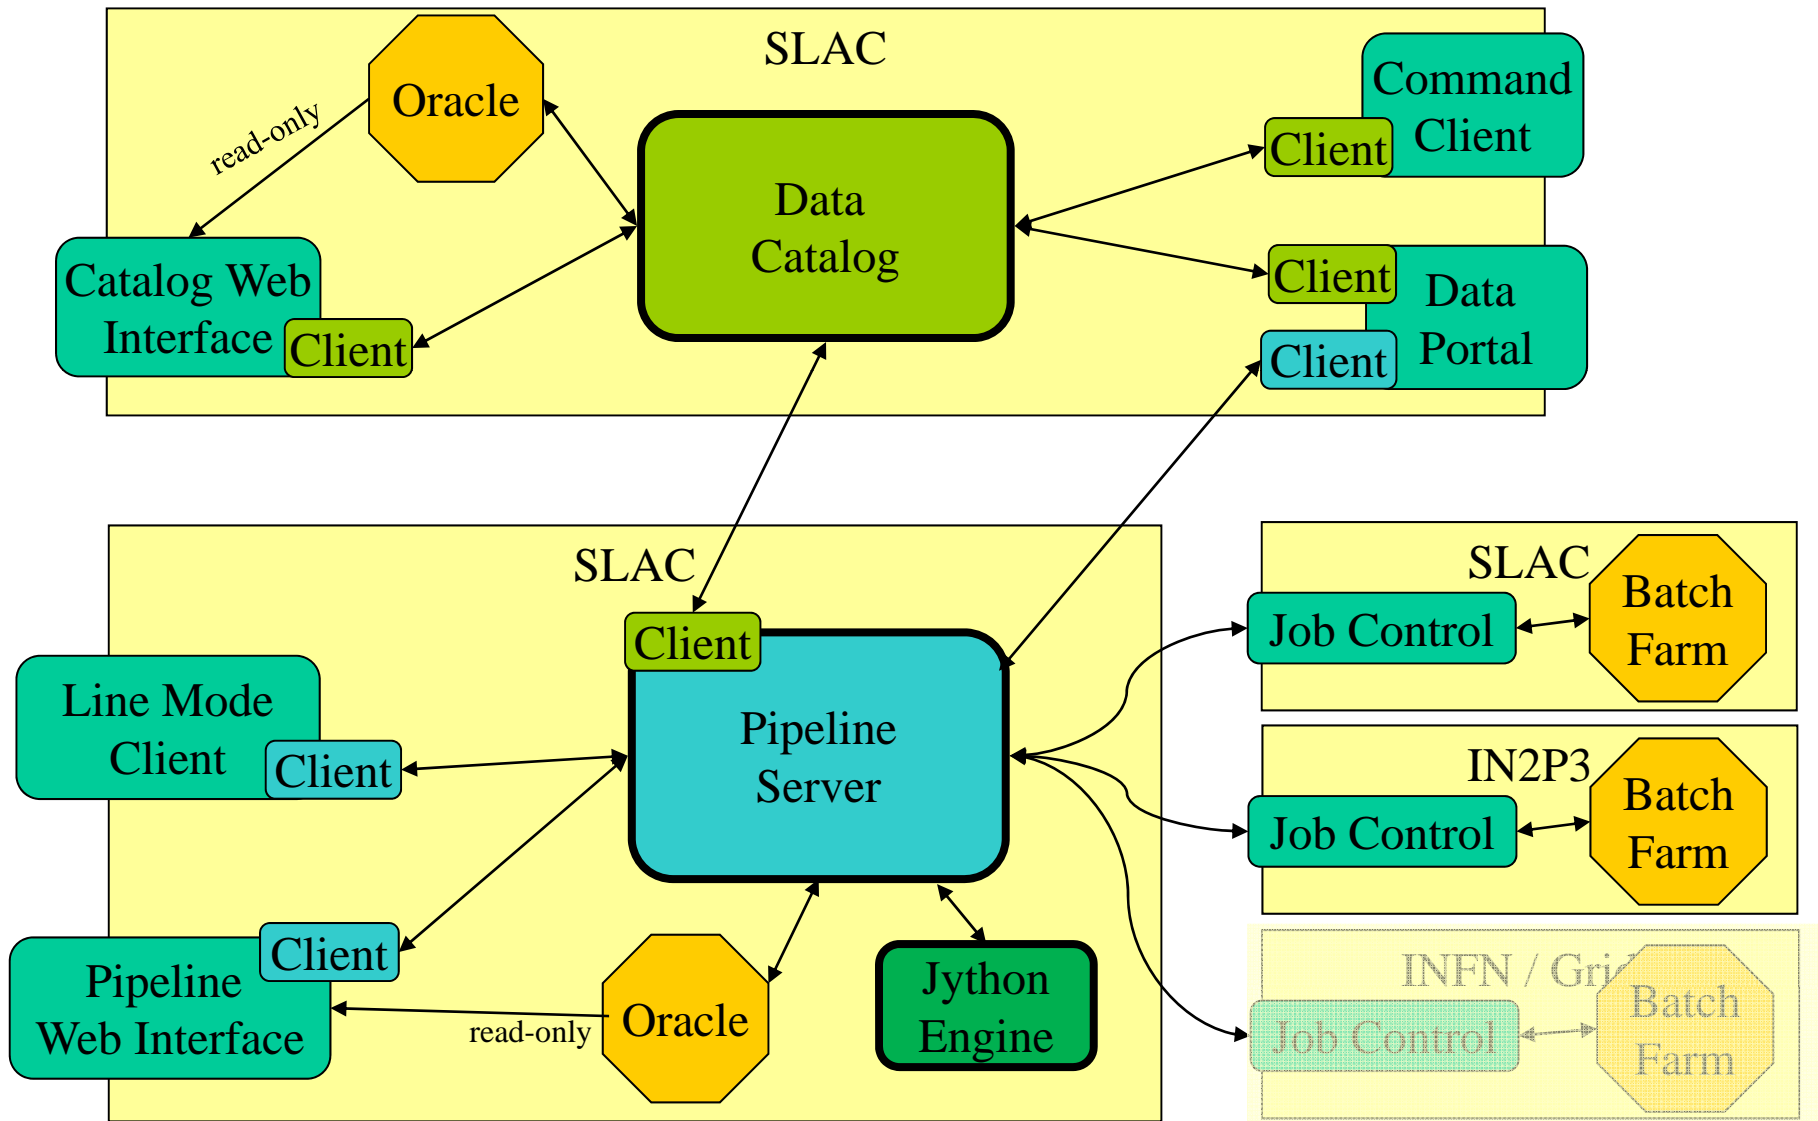 SLAC
Oracle
read-only
Command
Client
Client
Data
Catalog
Catalog Web
Interface
Client
Client
Data
Portal
Client
SLAC
Client
Pipeline
Server
Line Mode
Client
Client
Client
Pipeline
Web Interface
read-only
Oracle
Jython
Engine
SLAC
Job Control
Batch
Farm
IN2P3
Job Control
Batch
Farm
INFN / Grid
Job Control
Batch
Farm